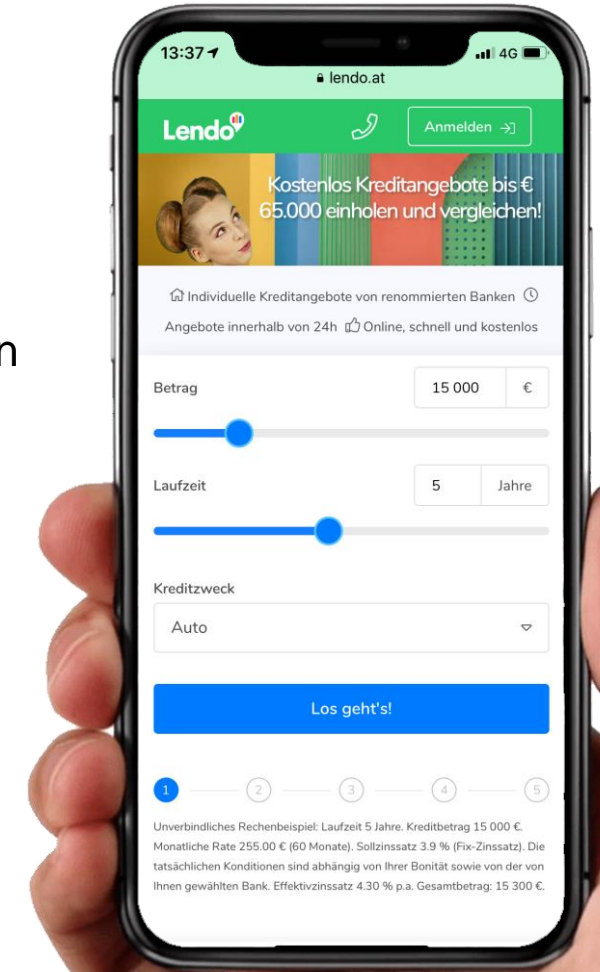 13:37
4G
lendo.at
Lendo
Anmelden
Kostenlos Kreditangebote bis €
65.000 einholen und vergleichen!
Individuelle Kreditangebote von renommierten Banken
Angebote innerhalb von 24h Online, schnell und kostenlos
n
Betrag
15 000 €
Laufzeit
5 Jahre
Kreditzweck
Auto
Los geht's!
1 2 3 4 5
Unverbindliches Rechenbeispiel: Laufzeit 5 Jahre. Kreditbetrag 15 000 €.
Monatliche Rate 255.00 € (60 Monate). Sollzinssatz 3.9 % (Fix-Zinssatz). Die
tatsächlichen Konditionen sind abhängig von Ihrer Bonität sowie von der von
Ihnen gewählten Bank. Effektivzinssatz 4.30 % p.a. Gesamtbetrag: 15 300 €.